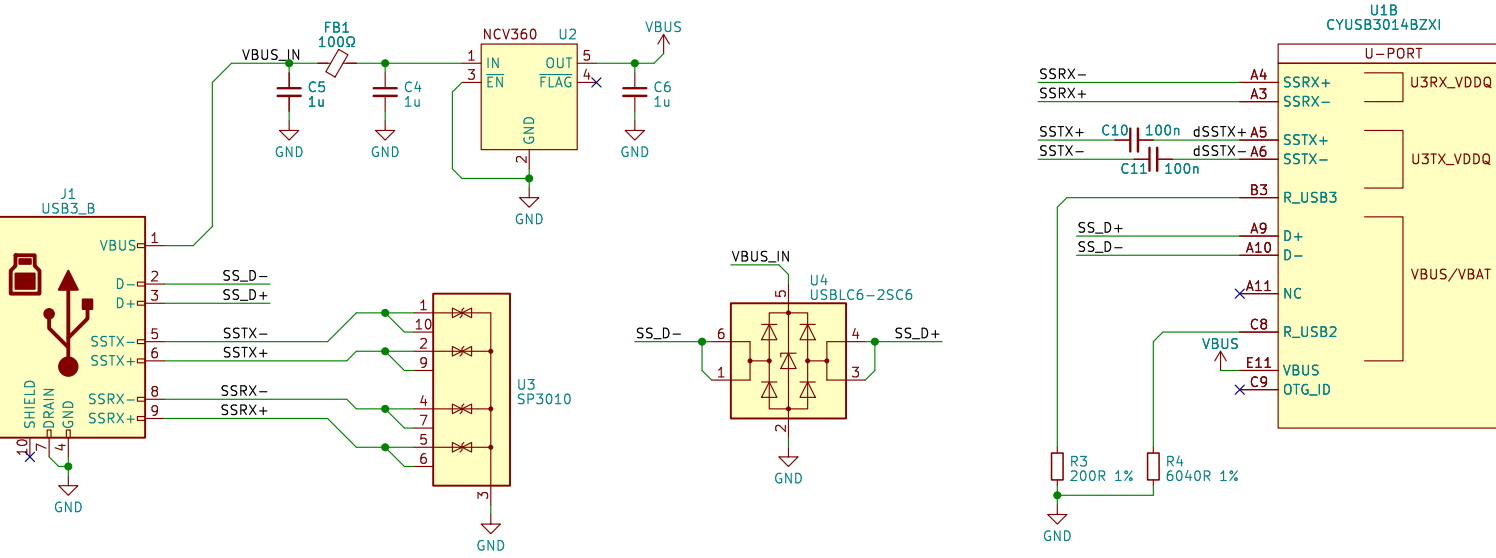 FB1
100Ω
VBUS_IN
C5
1u
GND
C4
1u
GND
NCV360
U2
1
IN
3
EN
OUT
5
FLAG
4
GND
2
GND
VBUS
C6
1u
GND
J1
USB3_B
VBUS
1
D-
2
SS_D-
D+
3
SS_D+
SSTX-
5
SSTX-
SSTX+
6
SSTX+
SSRX-
8
SSRX-
SSRX+
9
SSRX+
SHIELD
DRAIN
GND
10
7
4
GND
1
10
2
9
4
7
5
6
3
U3
SP3010
GND
VBUS_IN
5
U4
USBLC6-2SC6
SS_D-
6
1
4
3
SS_D+
2
GND
U1B
CYUSB3014BZXI
U-PORT
SSRX-
A4
SSRX+
U3RX_VDDQ
SSRX+
A3
SSRX-
SSTX+
C10
100n
dSSTX+
A5
SSTX+
U3TX_VDDQ
SSTX-
C11
100n
dSSTX-
A6
SSTX-
B3
R_USB3
SS_D+
A9
D+
SS_D-
A10
D-
VBUS/VBAT
A11
NC
C8
R_USB2
VBUS
E11
VBUS
C9
OTG_ID
R3
200R 1%
R4
6040R 1%
GND